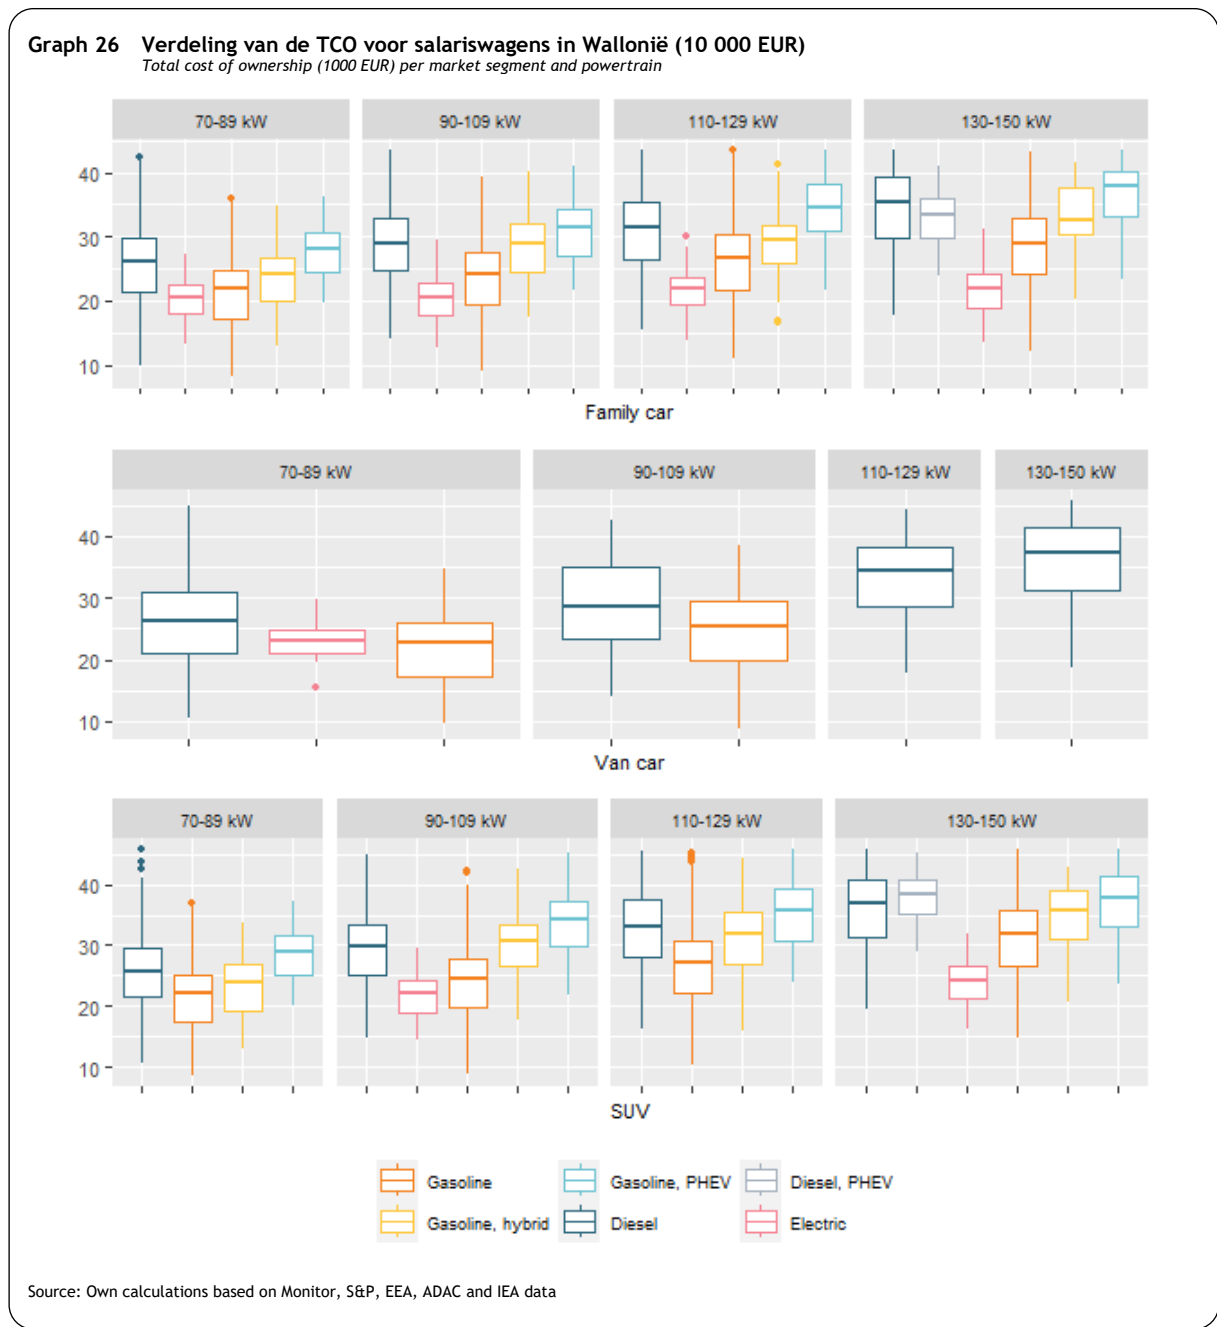 Graph 26 Verdeling van de TCO voor salariswagens in Wallonië (10 000 EUR)
Total cost of ownership (1000 EUR) per market segment and powertrain
70-89 kW 90-109 kW 110-129 kW 130-150 kW
40
30
20
10
Family car
70-89 kW 90-109 kW 110-129 kW 130-150 kW
40
30
20
10
Van car
70-89 kW 90-109 kW 110-129 kW 130-150 kW
40
30
20
10
SUV
Gasoline Gasoline, PHEV Diesel, PHEV
Gasoline, hybrid Diesel Electric
Source: Own calculations based on Monitor, S&P, EEA, ADAC and IEA data